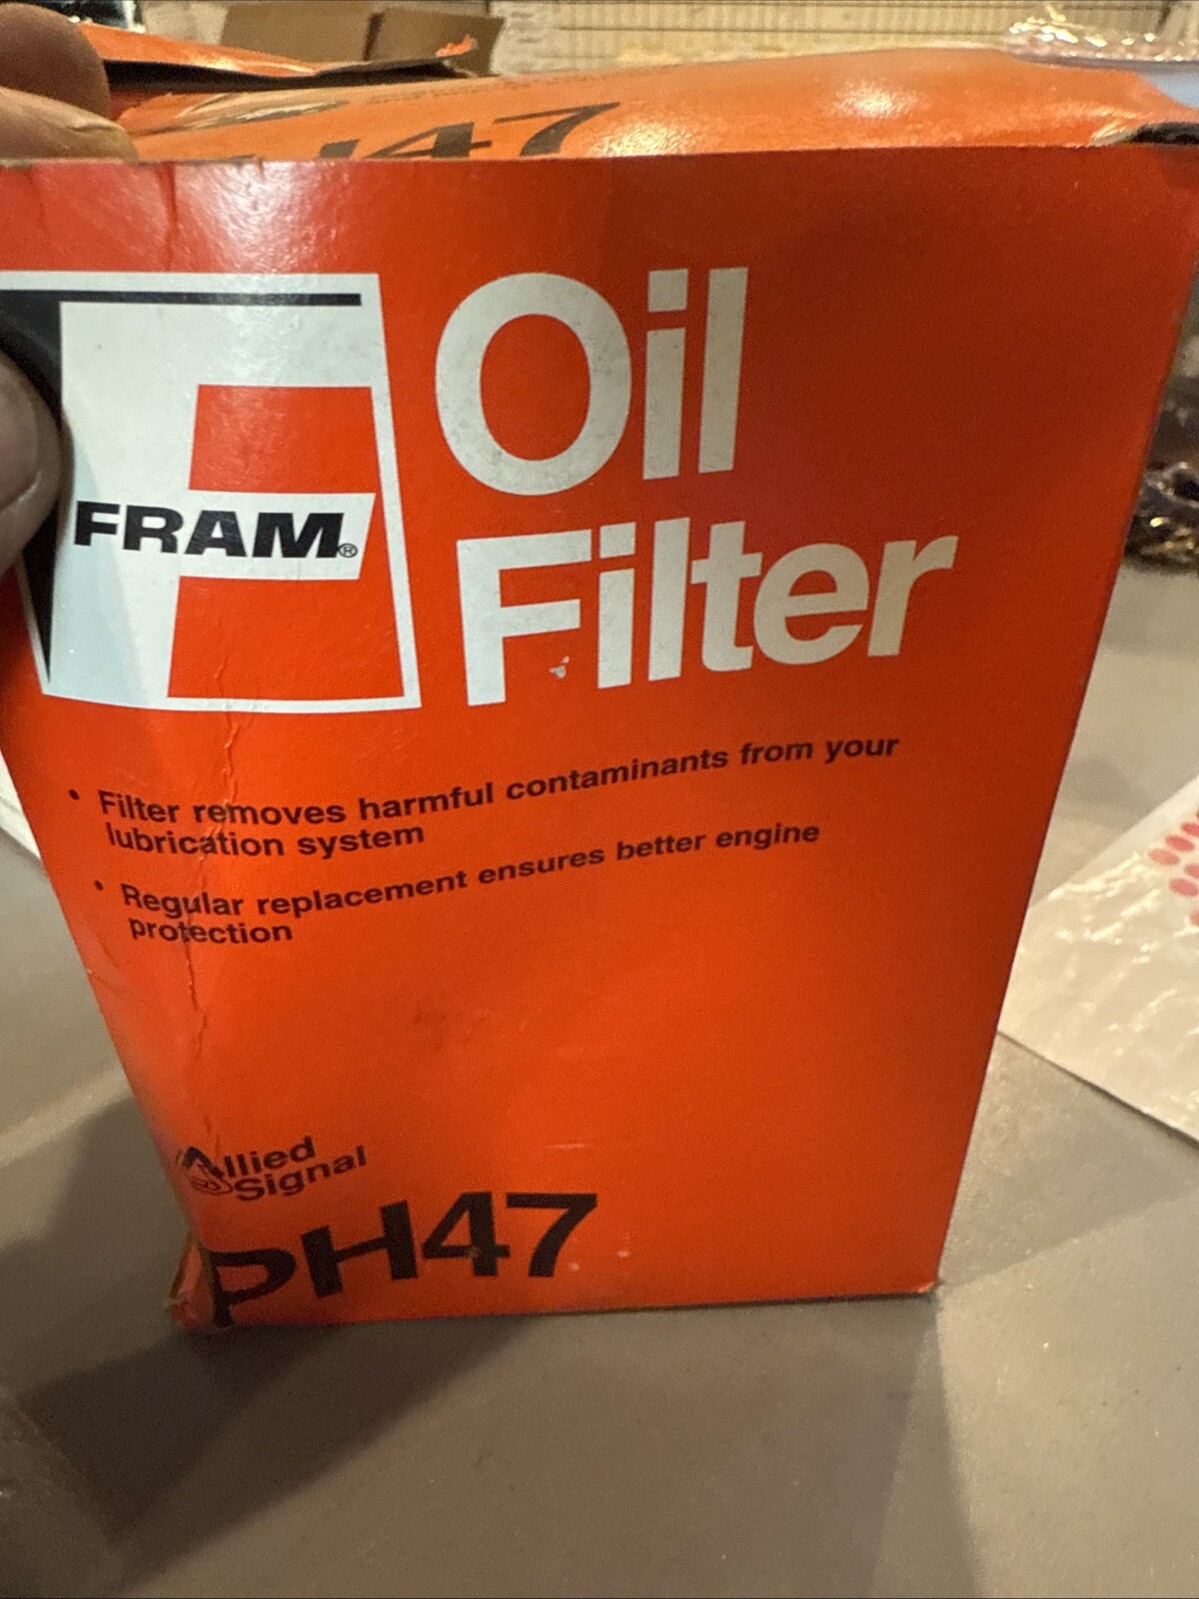 H47
FRAM®
Oil
Filter
• Filter removes harmful contaminants from your
lubrication system
• Regular replacement ensures better engine
protection
Allied
Signal
PH47